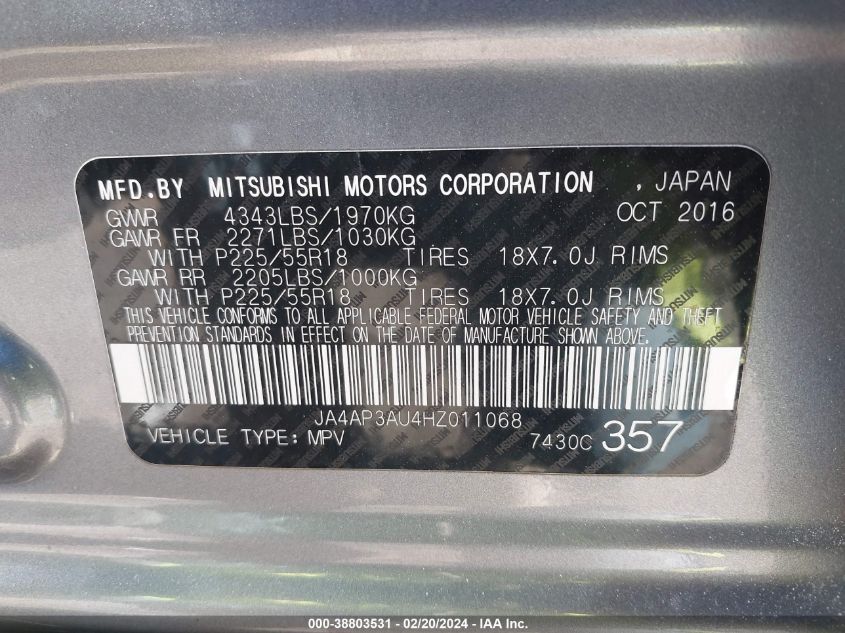 MFD.BY MITSUBISHI MOTORS CORPORATION , JAPAN
GWR 4343LBS/1970KG OCT 2016
GAWR FR 2271LBS/1030KG
WITH P225/55R18 TIRES 18X7.0J RIMS
GAWR RR 2205LBS/1000KG
WITH P225/55R18 TIRES 18X7.0J RIMS
THIS VEHICLE CONFORMS TO ALL APPLICABLE FEDERAL MOTOR VEHICLE SAFETY AND THEFT
PREVENTION STANDARDS IN EFFECT ON THE DATE OF MANUFACTURE SHOWN ABOVE.
JA4AP3AU4HZ011068
VEHICLE TYPE: MPV 7430C 357
000-38803531 - 02/20/2024 - IAA Inc.